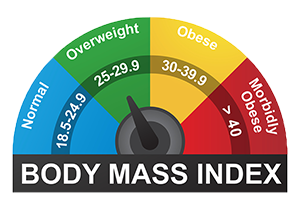 Normal
18.5-24.9
Overweight
25-29.9
Obese
30-39.9
Morbidly
Obese
> 40
BODY MASS INDEX